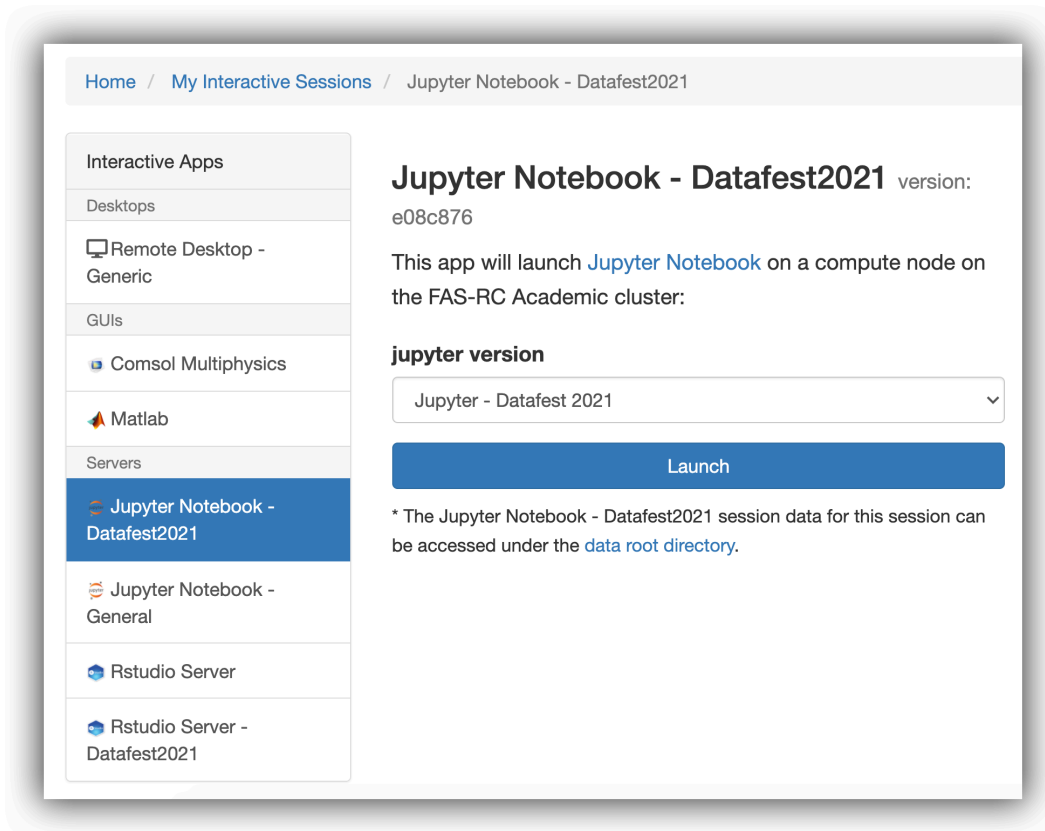 Home / My Interactive Sessions / Jupyter Notebook - Datafest2021
Interactive Apps
Desktops
Remote Desktop -
Generic
GUIs
Comsol Multiphysics
Matlab
Servers
Jupyter Notebook -
Datafest2021
Jupyter Notebook -
General
Rstudio Server
Rstudio Server -
Datafest2021
Jupyter Notebook - Datafest2021 version:
e08c876
This app will launch Jupyter Notebook on a compute node on
the FAS-RC Academic cluster:
jupyter version
Jupyter - Datafest 2021
Launch
* The Jupyter Notebook - Datafest2021 session data for this session can
be accessed under the data root directory.